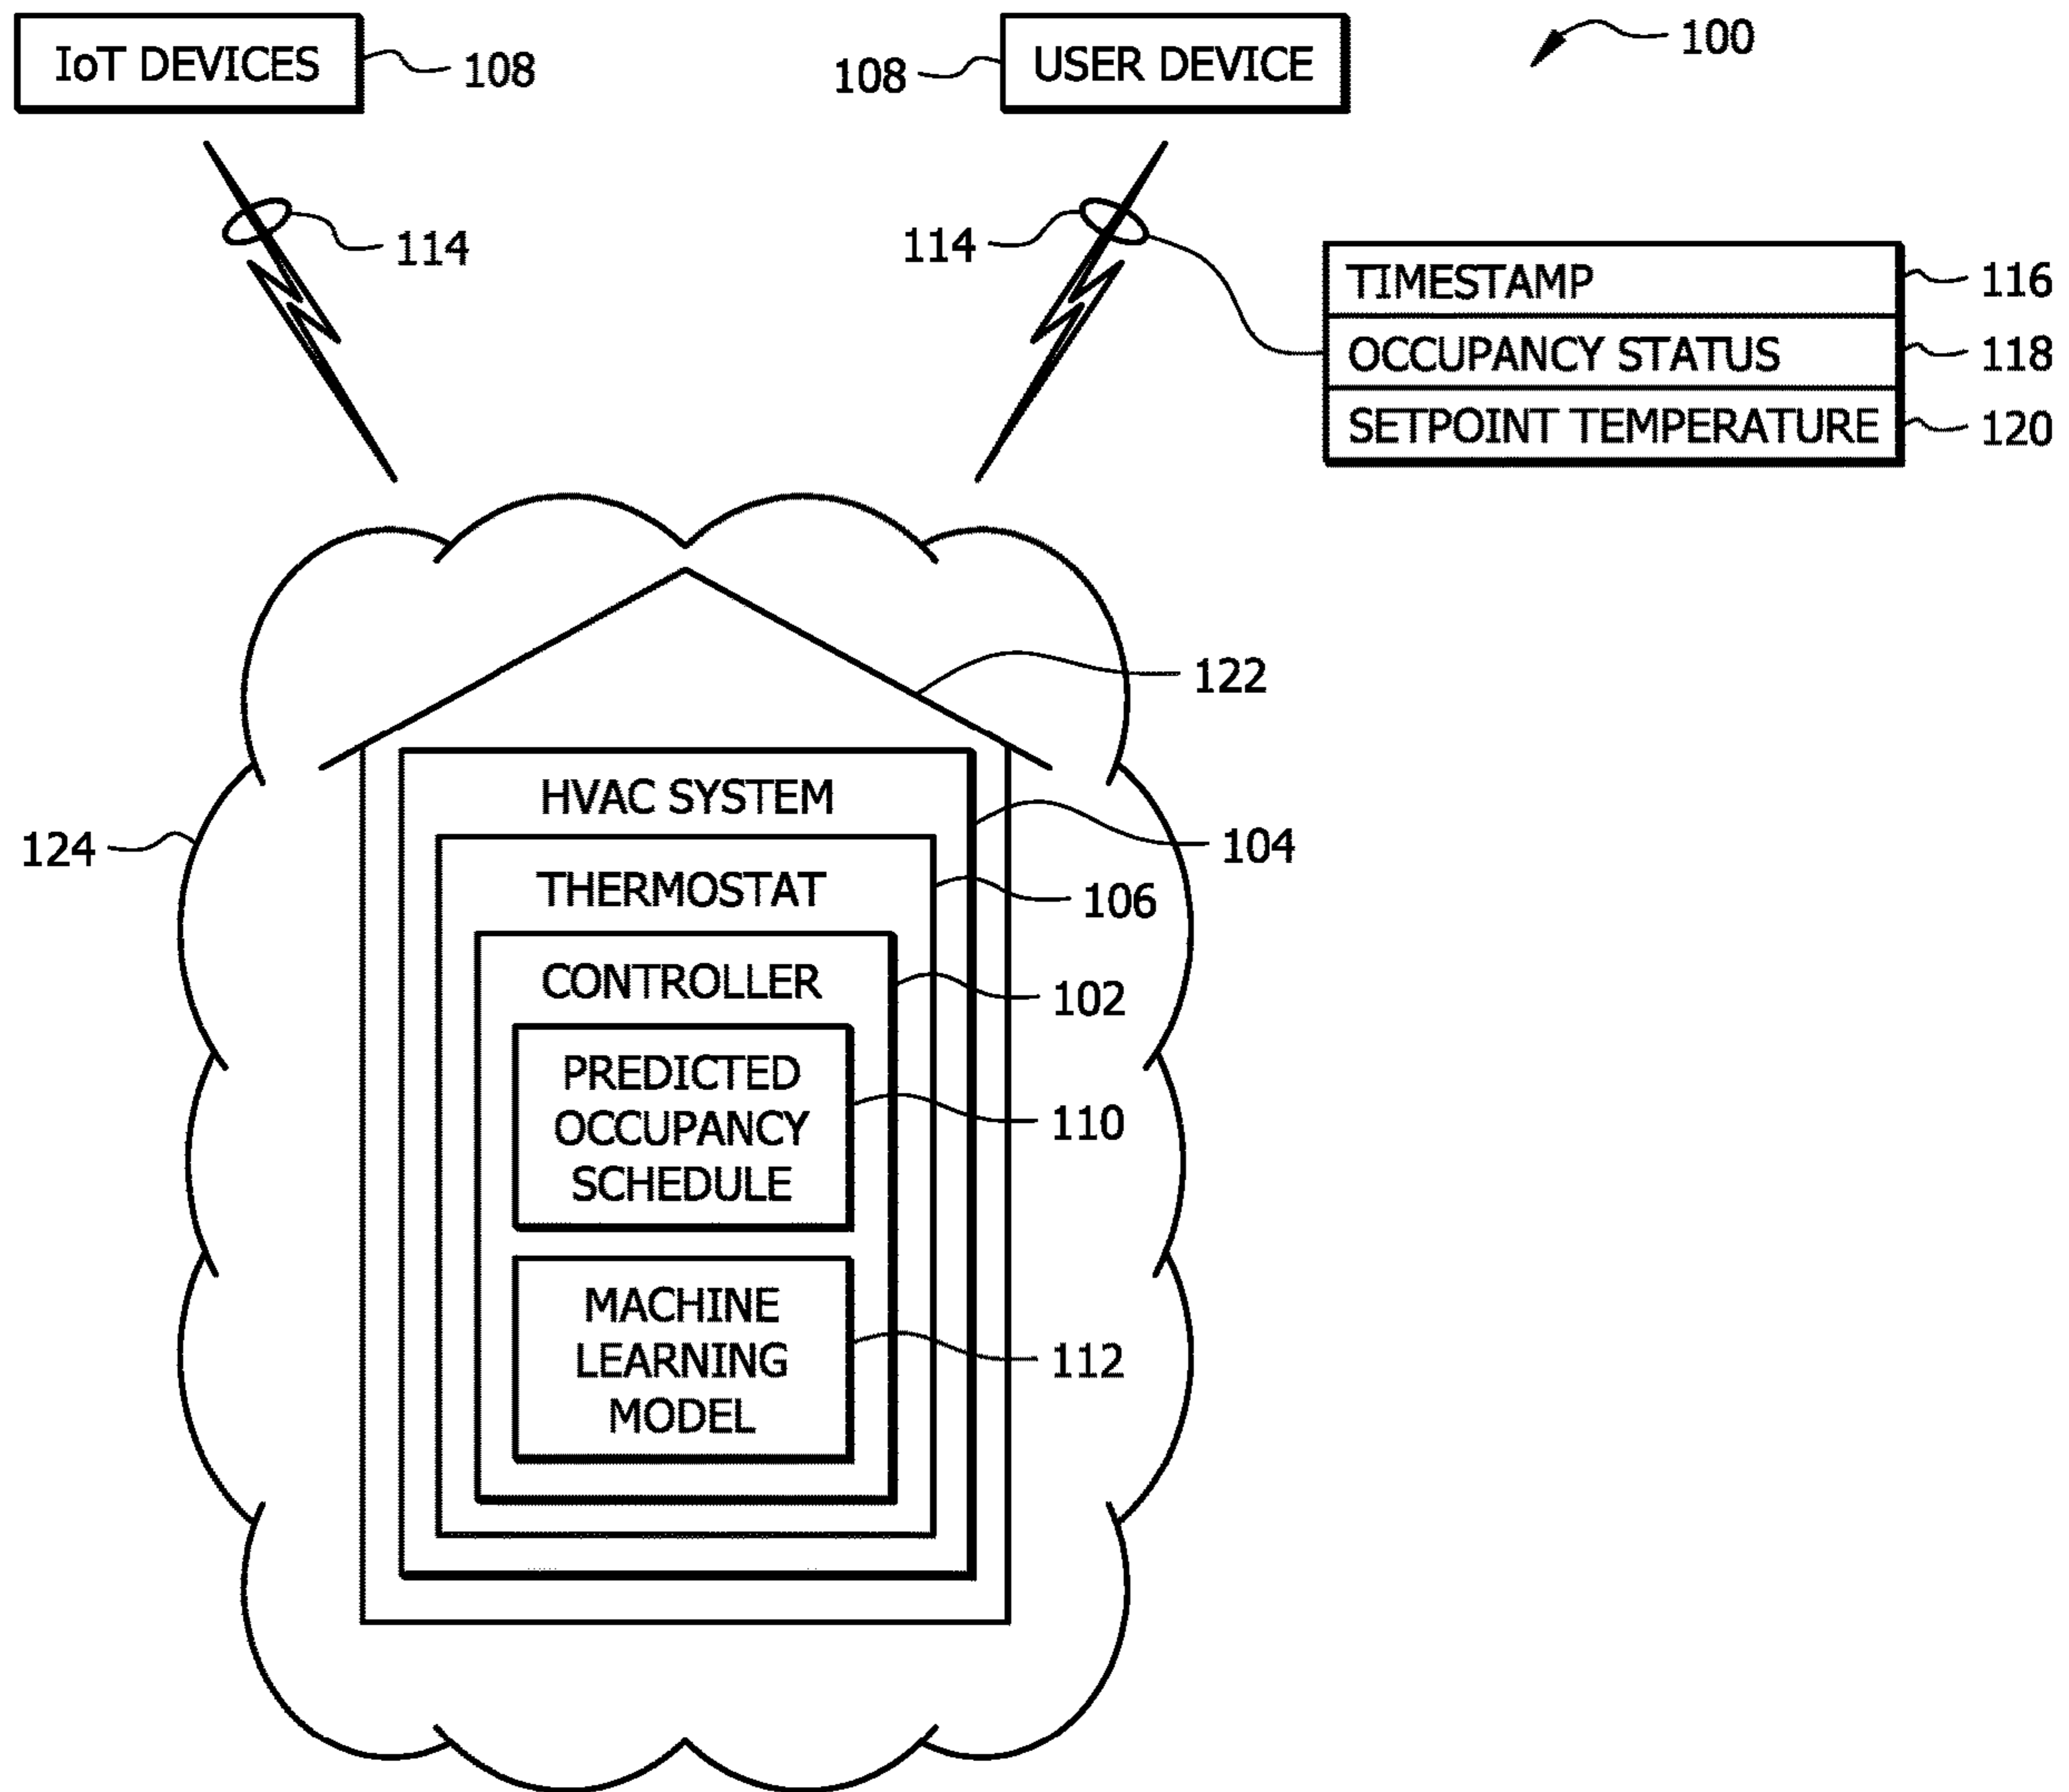 IoT DEVICES
108
108
USER DEVICE
100
114
114
TIMESTAMP
116
OCCUPANCY STATUS
118
SETPOINT TEMPERATURE
120
122
HVAC SYSTEM
124
104
THERMOSTAT
106
CONTROLLER
102
PREDICTED
OCCUPANCY
SCHEDULE
110
MACHINE
LEARNING
MODEL
112